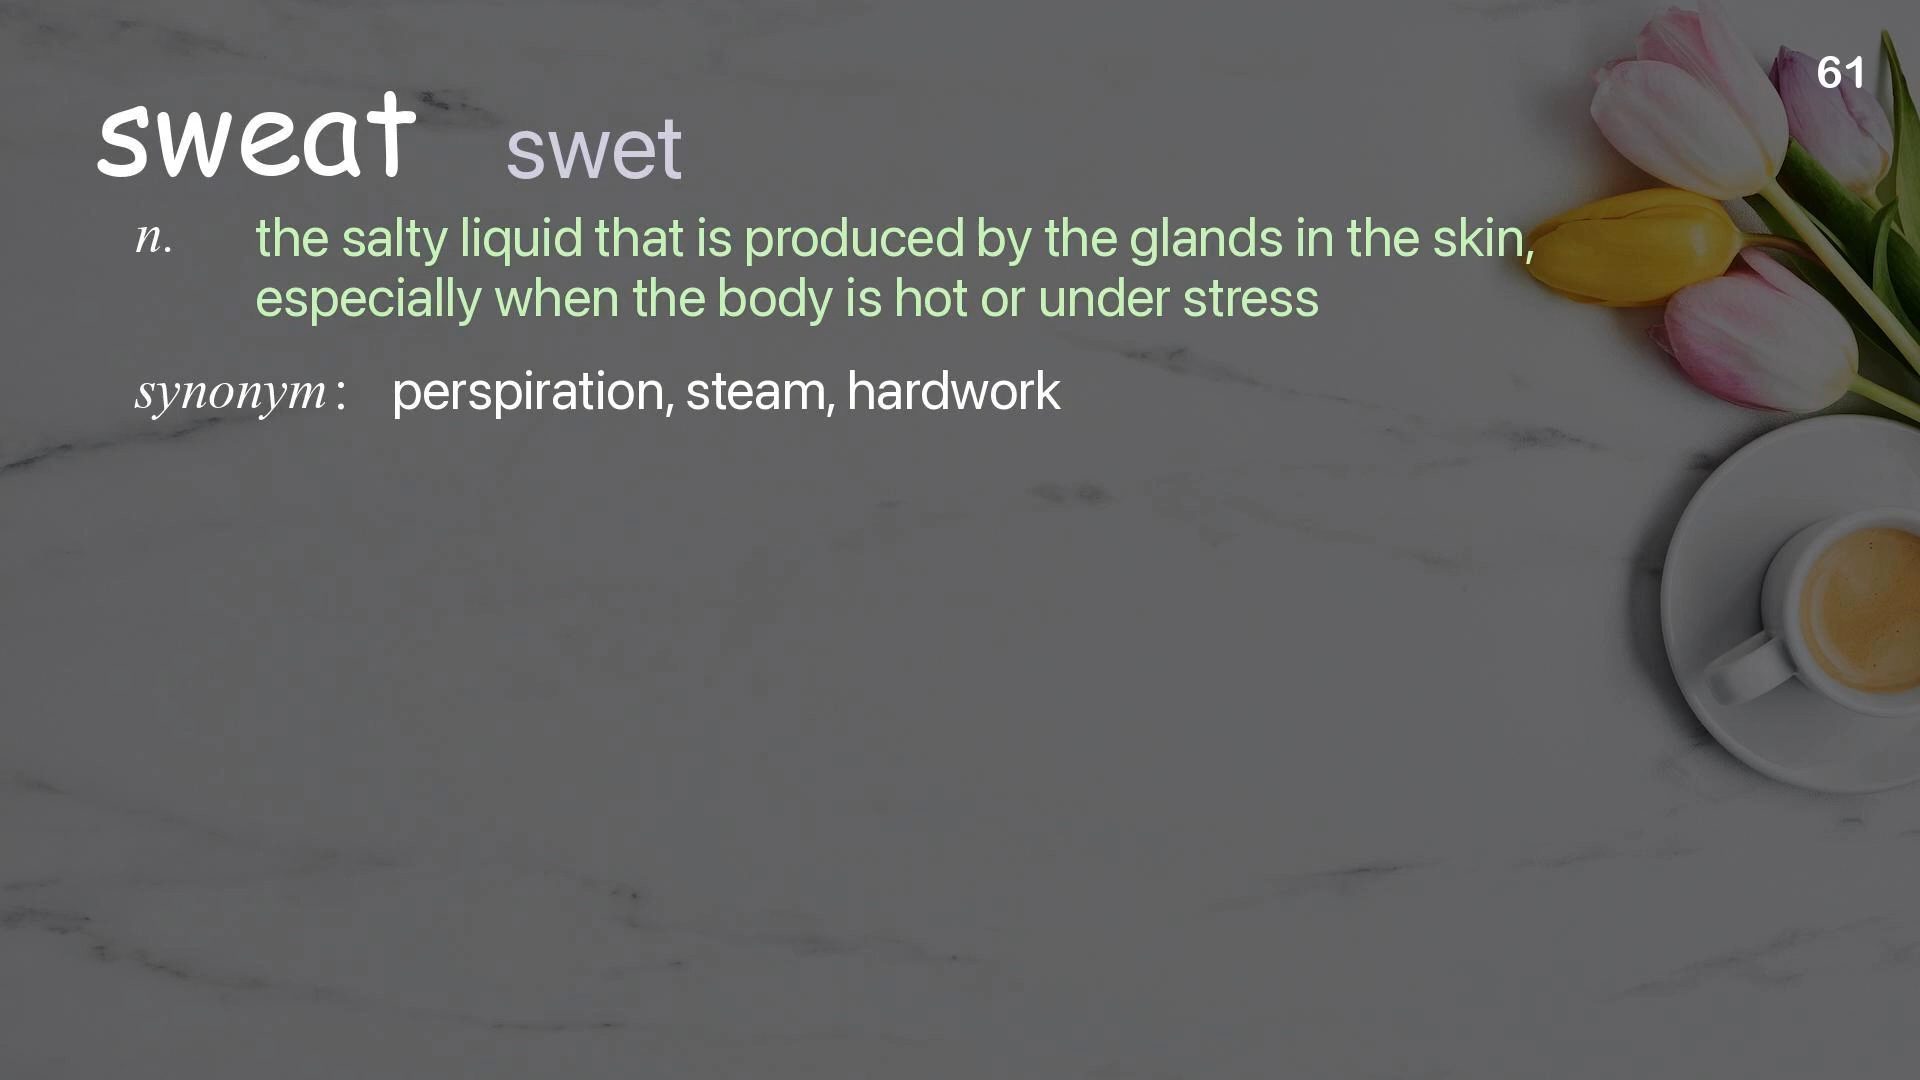 61
sweat swet
n. the salty liquid that is produced by the glands in the skin,
especially when the body is hot or under stress
synonym: perspiration, steam, hardwork